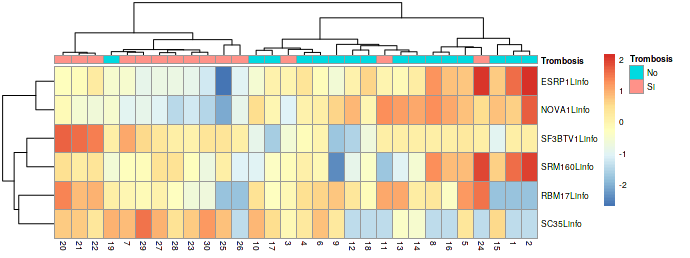 Trombosis
ESRP1Linfo
NOVA1Linfo
SF3BTV1Linfo
SRM160Linfo
RBM17Linfo
SC35Linfo
20 21 22 19 7 29 27 28 23 30 25 26 10 17 3 4 6 9 12 18 11 13 14 8 16 5 24 15 1 2
2
1
0
-1
-2
Trombosis
No
Si